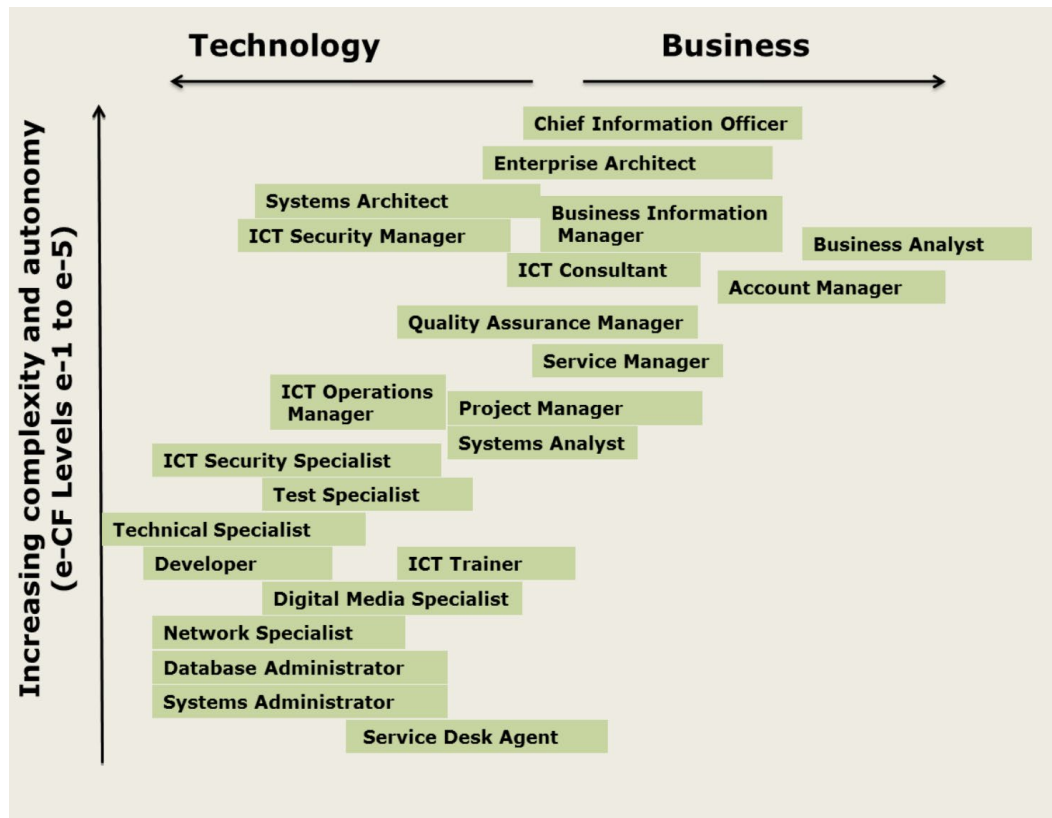 Technology
Business
Increasing complexity and autonomy
(e-CF Levels e-1 to e-5)
Chief Information Officer
Enterprise Architect
Systems Architect
Business Information
Manager
ICT Security Manager
Business Analyst
ICT Consultant
Account Manager
Quality Assurance Manager
Service Manager
ICT Operations
Manager
Project Manager
Systems Analyst
ICT Security Specialist
Test Specialist
Technical Specialist
Developer
ICT Trainer
Digital Media Specialist
Network Specialist
Database Administrator
Systems Administrator
Service Desk Agent